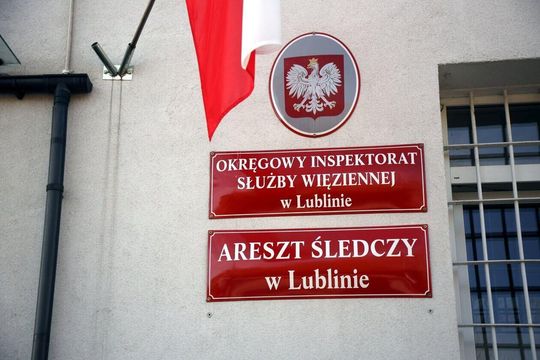 OKRĘGOWY INSPEKTORAT
SŁUŻBY WIĘZIENNEJ
w Lublinie
ARESZT ŚLEDCZY
w Lublinie